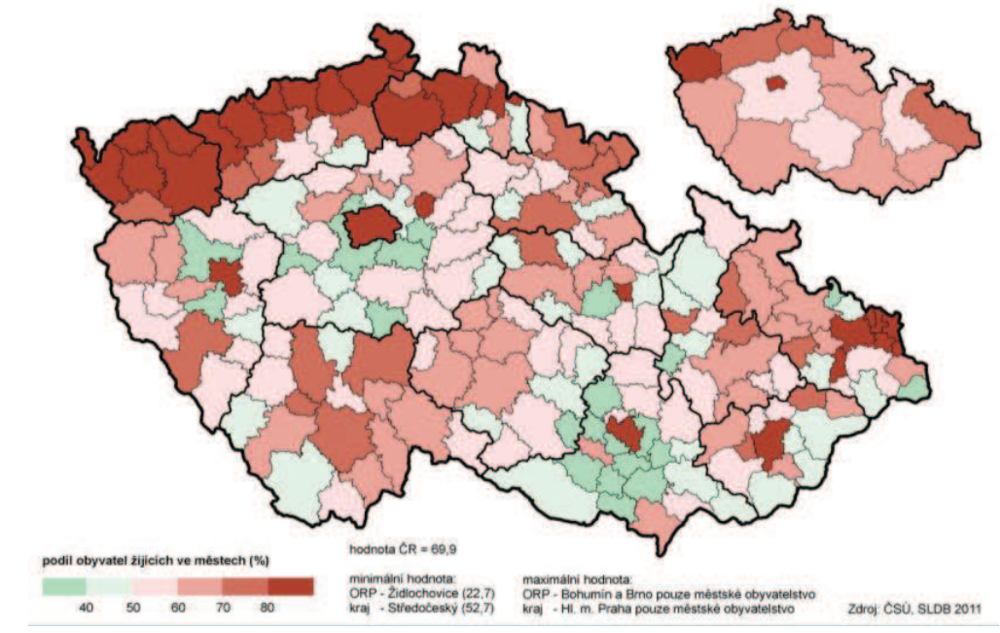 hodnota ČR = 69,9
podíl obyvatel žijících ve městech (%)
40 50 60 70 80
minimální hodnota:
ORP - Židlochovice (22,7)
kraj - Středočeský (52,7)
maximální hodnota:
ORP - Bohumín a Brno pouze městské obyvatelstvo
kraj - Hl. m. Praha pouze městské obyvatelstvo
Zdroj: ČSÚ, SLDB 2011